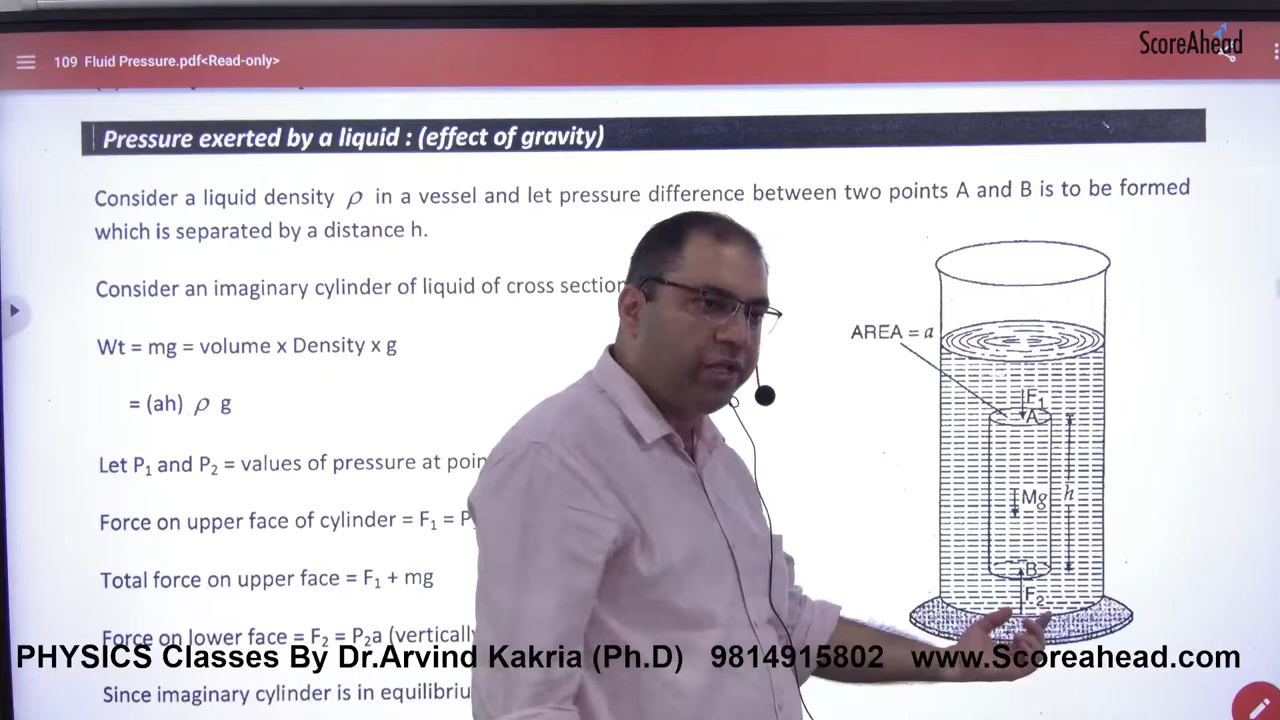 ScoreAhead
109 Fluid Pressure.pdf<Read-only>
Pressure exerted by a liquid : (effect of gravity)
Consider a liquid density ρ in a vessel and let pressure difference between two points A and B is to be formed
which is separated by a distance h.
Consider an imaginary cylinder of liquid of cross section
Wt = mg = volume x Density x g
= (ah) ρ g
Let P₁ and P₂ = values of pressure at poin
Force on upper face of cylinder = F₁ = P
Total force on upper face = F₁ + mg
Force on lower face = F₂ = P₂a (vertically
Since imaginary cylinder is in equilibriu
AREA = a
F₁
A
Mg
h
B
F₂
PHYSICS Classes By Dr.Arvind Kakria (Ph.D) 9814915802 www.Scoreahead.com